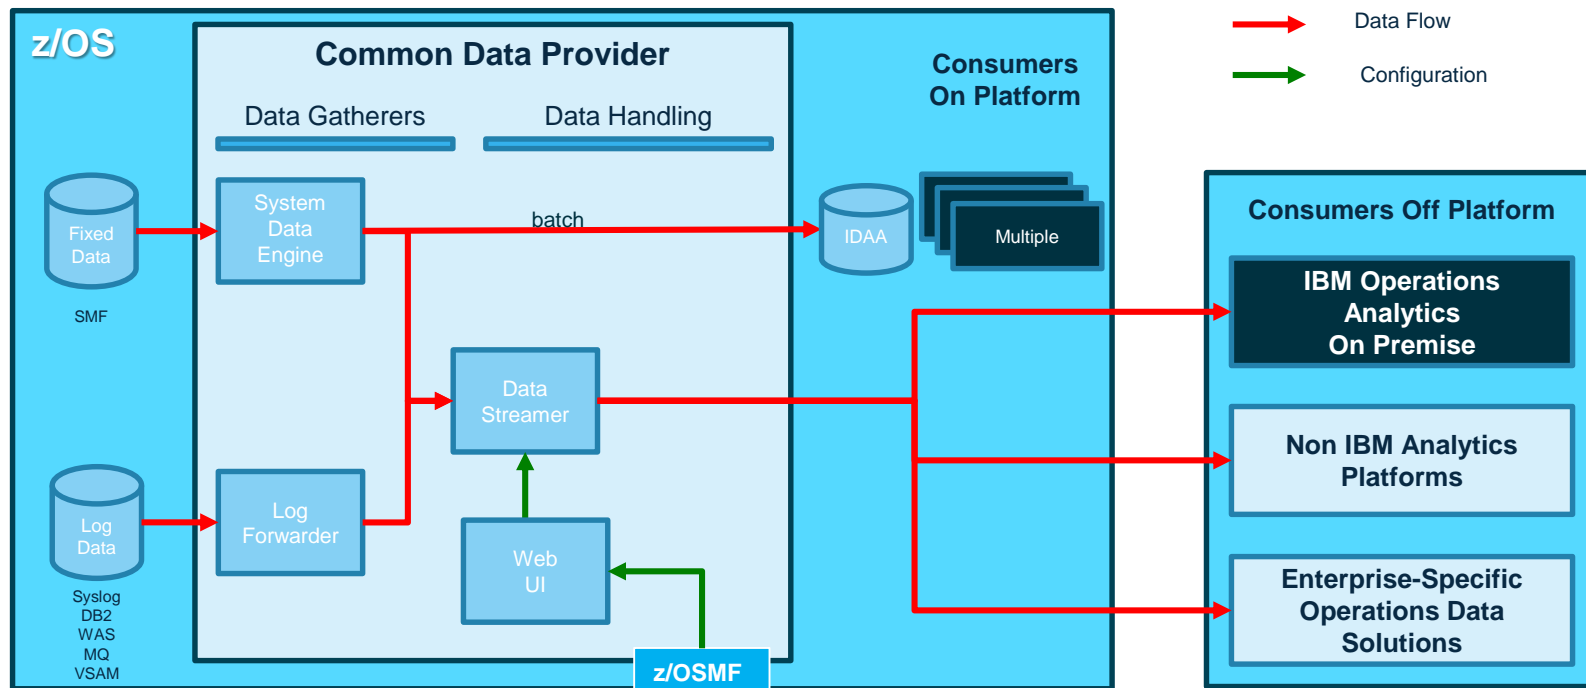 z/OS
Common Data Provider
Data Gatherers
Data Handling
Consumers
On Platform
Data Flow
Configuration
Fixed
Data
SMF
System
Data
Engine
batch
IDAA
Multiple
Data
Streamer
Log
Data
Syslog
DB2
WAS
MQ
VSAM
Log
Forwarder
Web
UI
z/OSMF
Consumers Off Platform
IBM Operations
Analytics
On Premise
Non IBM Analytics
Platforms
Enterprise-Specific
Operations Data
Solutions